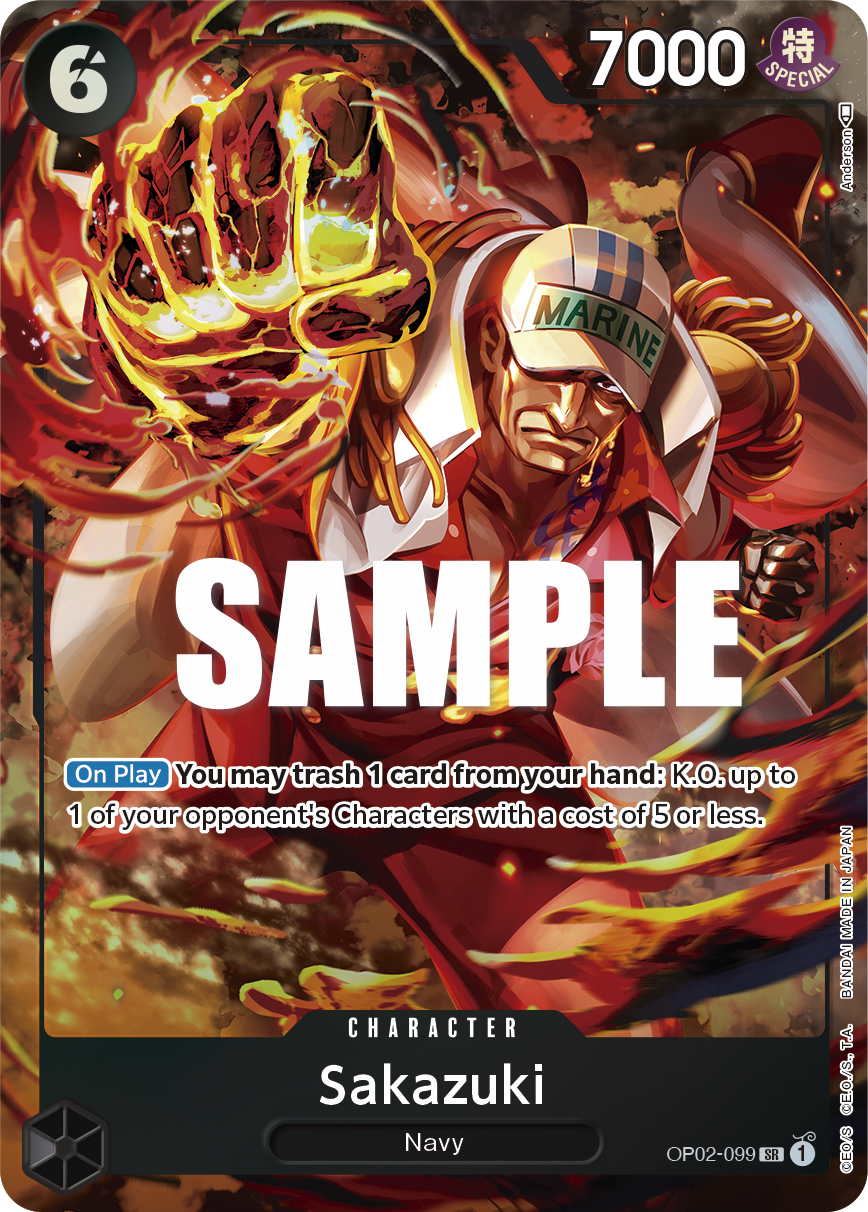 6
7000
特
SPECIAL
Anderson
MARINE
SAMPLE
On Play You may trash 1 card from your hand: K.O. up to
1 of your opponent's Characters with a cost of 5 or less.
CHARACTER
Sakazuki
Navy
OP02-099 SR 1
©EO/S ©E.O./S., T.A. BANDAI MADE IN JAPAN